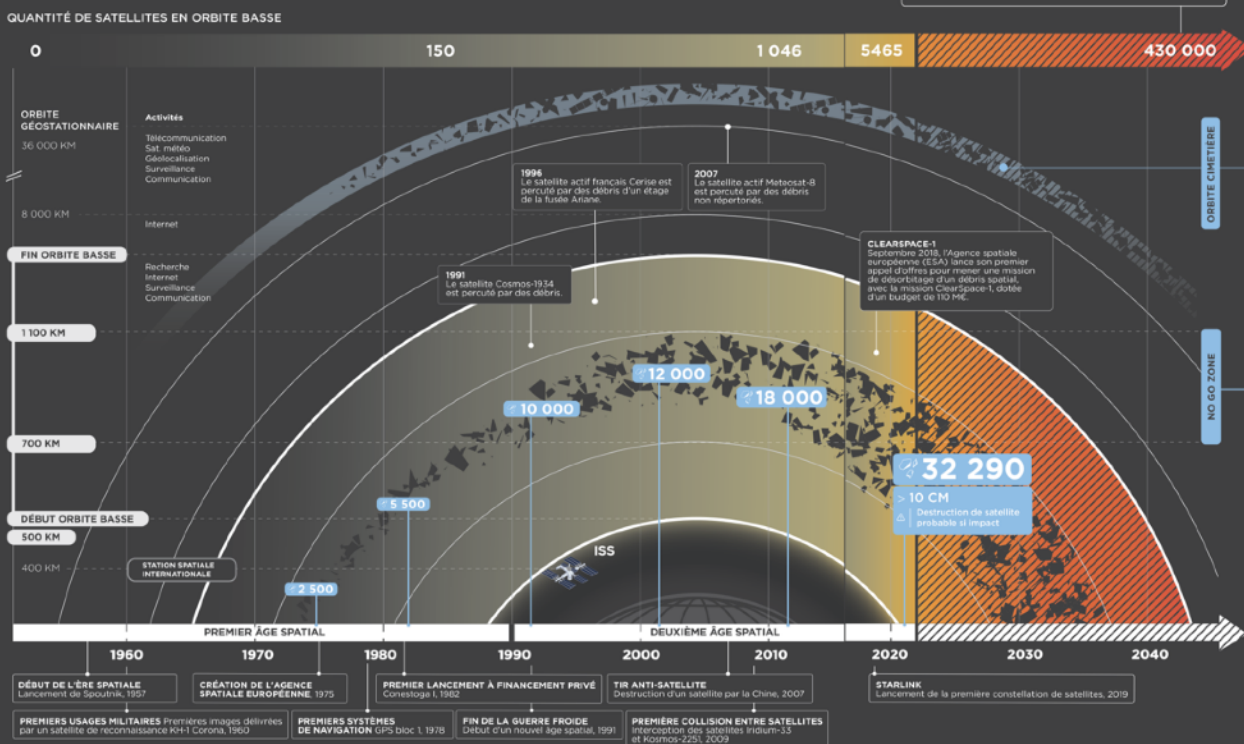 QUANTITÉ DE SATELLITES EN ORBITE BASSE
0 150 1 046 5465 430 000
ORBITE
GÉOSTATIONNAIRE
36 000 KM
Activités
Télécommunication
Sat. météo
Géolocalisation
Surveillance
Communication
8 000 KM
Internet
FIN ORBITE BASSE
Recherche
Internet
Surveillance
Communication
1 100 KM
700 KM
DÉBUT ORBITE BASSE
500 KM
400 KM
STATION SPATIALE
INTERNATIONALE
1996
Le satellite actif français Cerise est
percuté par des débris d'un étage
de la fusée Ariane.
2007
Le satellite actif Meteosat-8
est percuté par des débris
non répertoriés.
1991
Le satellite Cosmos-1934
est percuté par des débris.
CLEARSPACE-1
Septembre 2018, l'Agence spatiale
européenne (ESA) lance son premier
appel d'offres pour mener une mission
de désorbitage d'un débris spatial,
avec la mission ClearSpace-1, dotée
d'un budget de 110 M€.
ORBITE CIMETIÈRE
NO GO ZONE
2 500
5 500
10 000
12 000
18 000
32 290
> 10 CM
Destruction de satellite
probable si impact
ISS
PREMIER ÂGE SPATIAL
DEUXIÈME ÂGE SPATIAL
1960 1970 1980 1990 2000 2010 2020 2030 2040
DÉBUT DE L'ÈRE SPATIALE
Lancement de Spoutnik, 1957
CRÉATION DE L'AGENCE
SPATIALE EUROPÉENNE, 1975
PREMIER LANCEMENT À FINANCEMENT PRIVÉ
Conestoga I, 1982
TIR ANTI-SATELLITE
Destruction d'un satellite par la Chine, 2007
STARLINK
Lancement de la première constellation de satellites, 2019
PREMIERS USAGES MILITAIRES Premières images délivrées
par un satellite de reconnaissance KH-1 Corona, 1960
PREMIERS SYSTÈMES
DE NAVIGATION GPS bloc 1, 1978
FIN DE LA GUERRE FROIDE
Début d'un nouvel âge spatial, 1991
PREMIÈRE COLLISION ENTRE SATELLITES
Interception des satellites Iridium-33
et Kosmos-2251, 2009